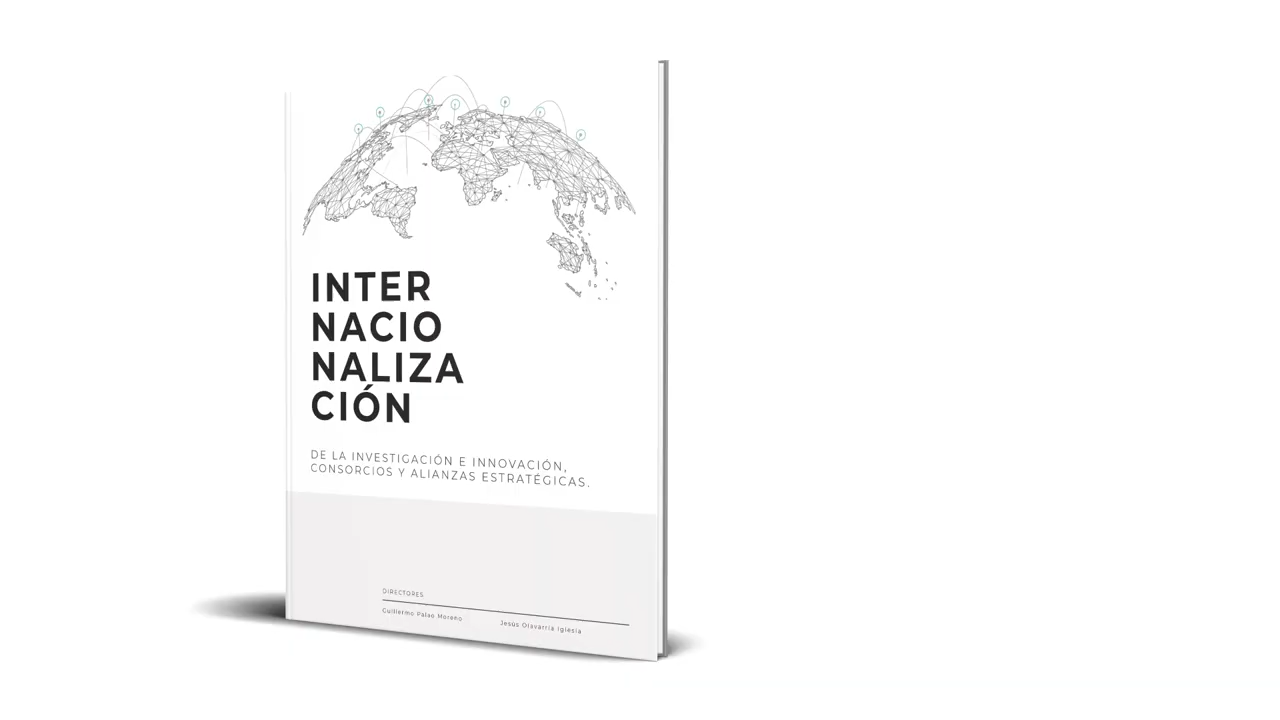 INTER
NACIO
NALIZA
CIÓN
DE LA INVESTIGACIÓN E INNOVACIÓN,
CONSORCIOS Y ALIANZAS ESTRATÉGICAS.
DIRECTORES
Guillermo Palao Moreno
Jesús Olavarría Iglesia